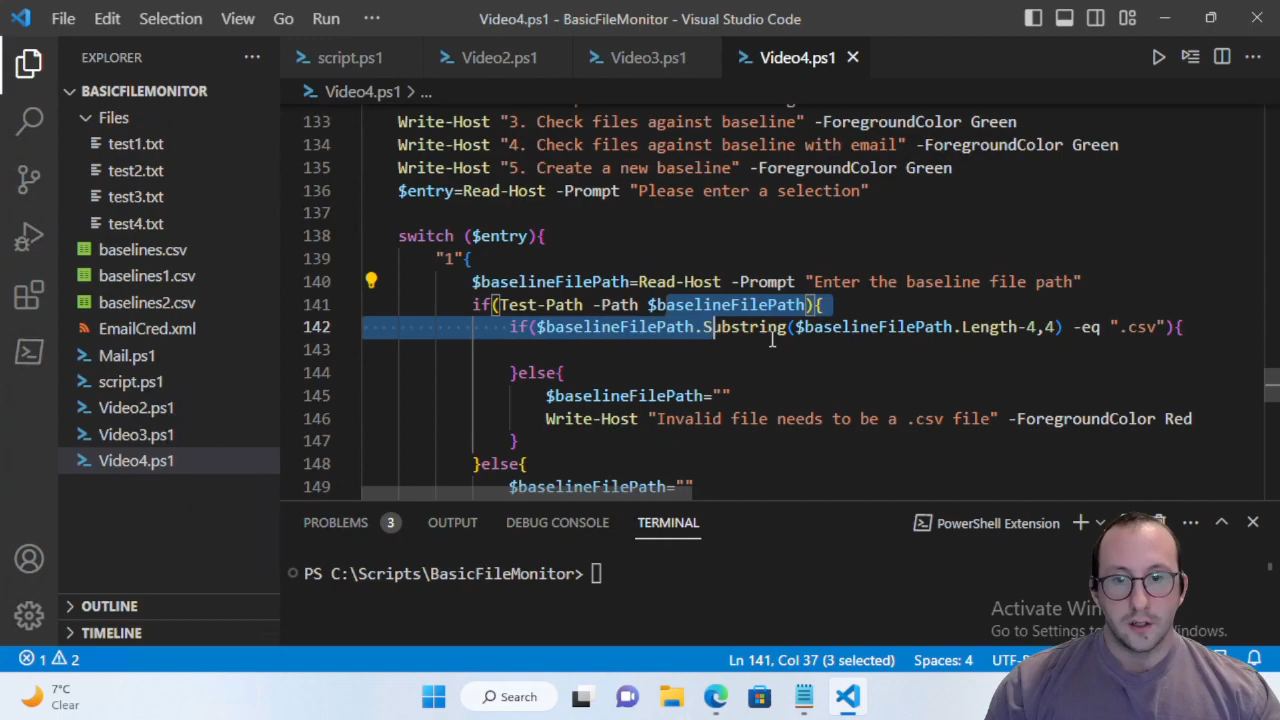 File Edit Selection View Go Run ··· Video4.ps1 - BasicFileMonitor - Visual Studio Code
EXPLORER ···
script.ps1 Video2.ps1 Video3.ps1 Video4.ps1
Video4.ps1 > ...
BASICFILEMONITOR
Files
test1.txt
test2.txt
test3.txt
test4.txt
baselines.csv
baselines1.csv
baselines2.csv
EmailCred.xml
Mail.ps1
script.ps1
Video2.ps1
Video3.ps1
Video4.ps1
OUTLINE
TIMELINE
133 Write-Host "3. Check files against baseline" -ForegroundColor Green
134 Write-Host "4. Check files against baseline with email" -ForegroundColor Green
135 Write-Host "5. Create a new baseline" -ForegroundColor Green
136 $entry=Read-Host -Prompt "Please enter a selection"
137
138 switch ($entry){
139 "1"{
140 $baselineFilePath=Read-Host -Prompt "Enter the baseline file path"
141 if(Test-Path -Path $baselineFilePath){
142 if($baselineFilePath.Substring($baselineFilePath.Length-4,4) -eq ".csv"){
143
144 }else{
145 $baselineFilePath=""
146 Write-Host "Invalid file needs to be a .csv file" -ForegroundColor Red
147 }
148 }else{
149 $baselineFilePath=""
PROBLEMS 3 OUTPUT DEBUG CONSOLE TERMINAL PowerShell Extension
PS C:\Scripts\BasicFileMonitor>
Activate
Go to Settings to
1 2 Ln 141, Col 37 (3 selected) Spaces: 4
7°C
Clear
Search